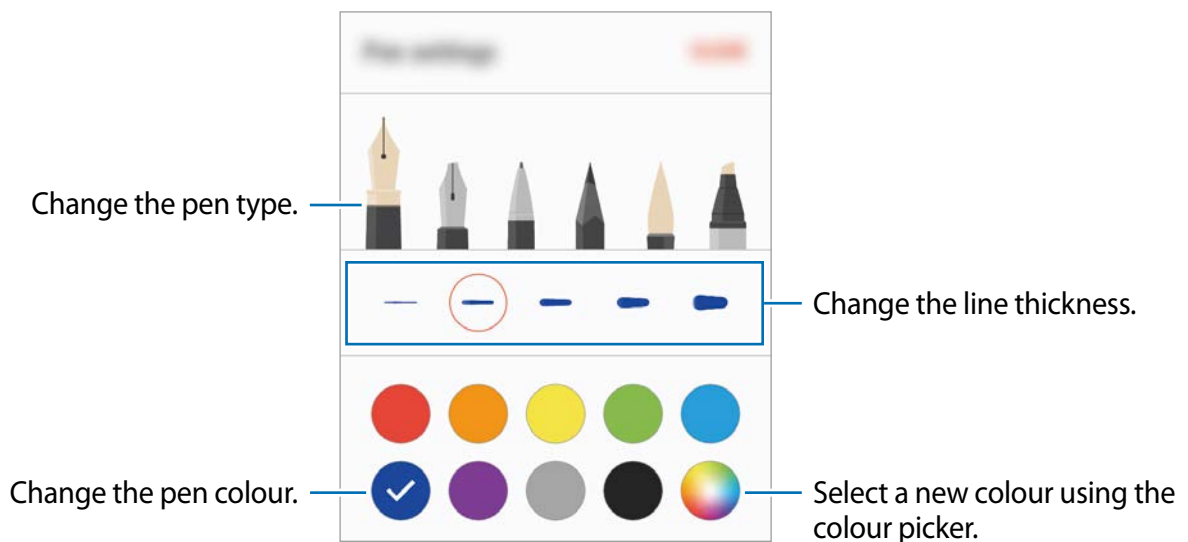 Change the pen type.
Change the line thickness.
Change the pen colour.
Select a new colour using the
colour picker.